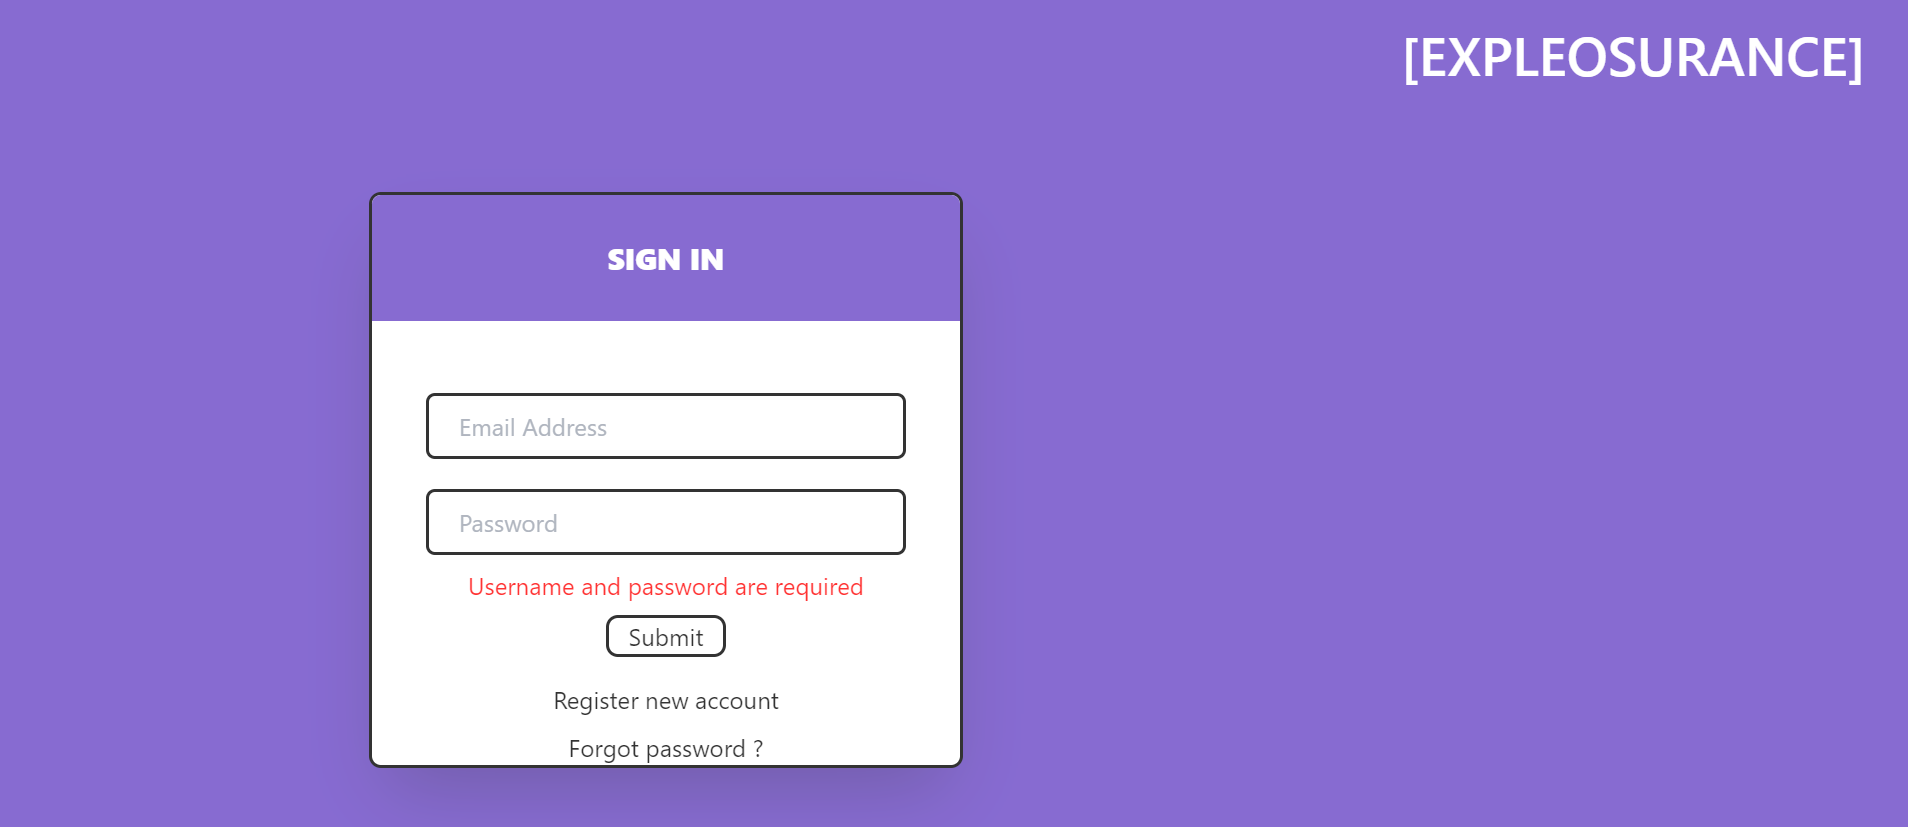 [EXPLEOSURANCE]
SIGN IN
Email Address
Password
Username and password are required
Submit
Register new account
Forgot password ?